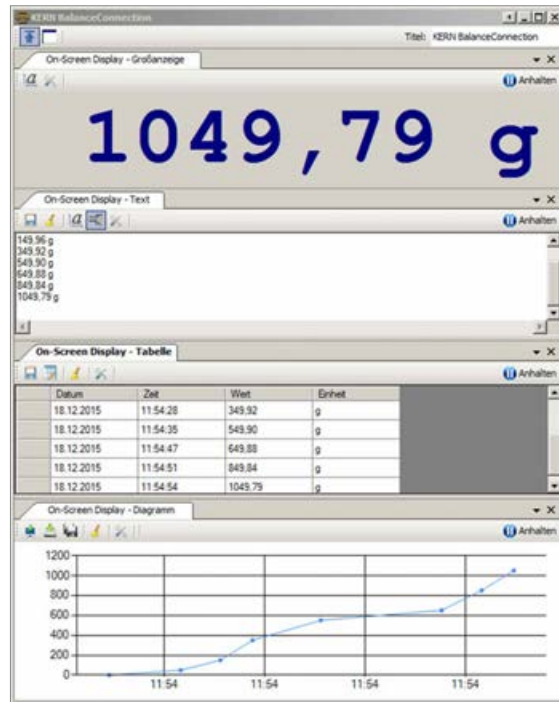 KERN BalanceConnection
Titel: KERN BalanceConnection
On-Screen Display - Großanzeige
Anhalten
1049,79 g
On-Screen Display - Text
Anhalten
149,96 g
349,92 g
549,90 g
649,88 g
849,84 g
1049,79 g
On-Screen Display - Tabelle
Anhalten
Datum Zeit Wert Einheit
18.12.2015 11:54:28 349,92 g
18.12.2015 11:54:35 549,90 g
18.12.2015 11:54:47 649,88 g
18.12.2015 11:54:51 849,84 g
18.12.2015 11:54:54 1049,79 g
On-Screen Display - Diagramm
Anhalten
1200
1000
800
600
400
200
0
11:54 11:54 11:54 11:54